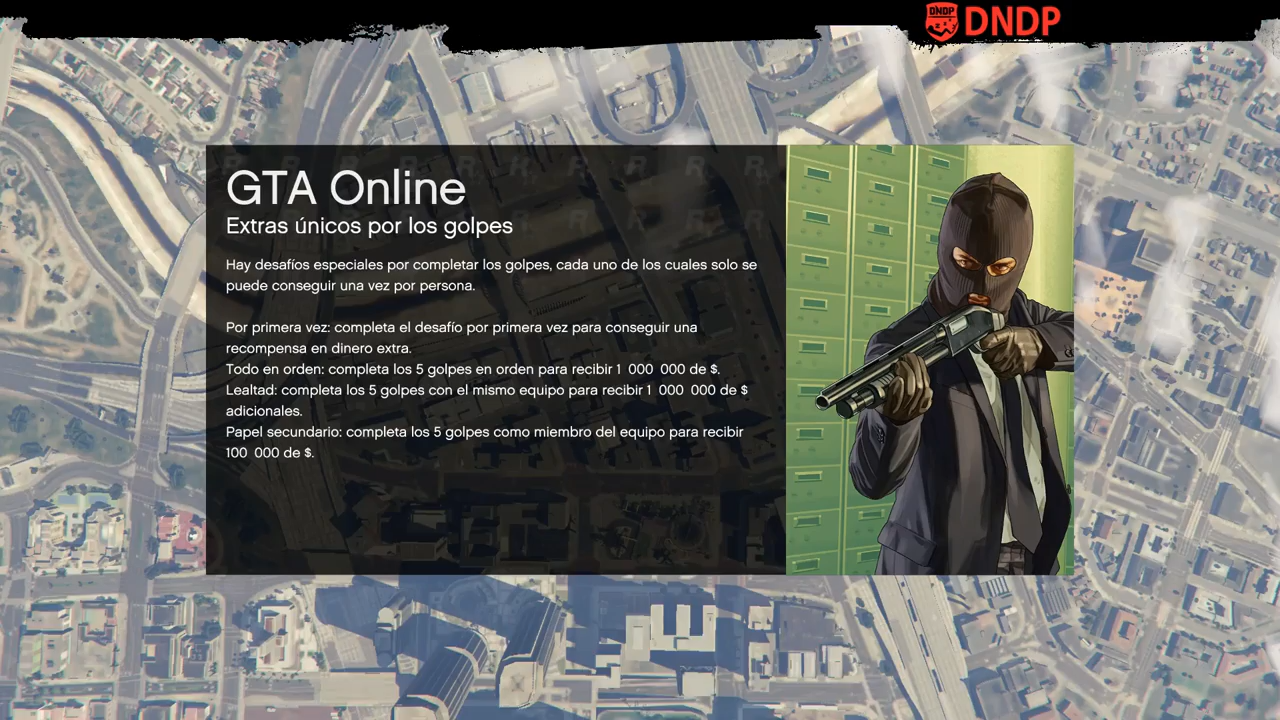 DNDP
DNDP
GTA Online
Extras únicos por los golpes
Hay desafíos especiales por completar los golpes, cada uno de los cuales solo se
puede conseguir una vez por persona.
Por primera vez: completa el desafío por primera vez para conseguir una
recompensa en dinero extra.
Todo en orden: completa los 5 golpes en orden para recibir 1 000 000 de $.
Lealtad: completa los 5 golpes con el mismo equipo para recibir 1 000 000 de $
adicionales.
Papel secundario: completa los 5 golpes como miembro del equipo para recibir
100 000 de $.